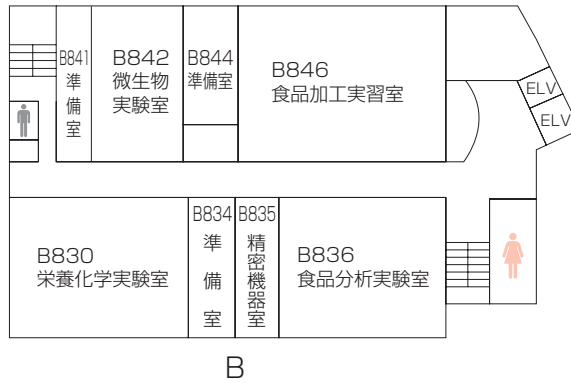 B841
準備室
B842
微生物
実験室
B844
準備室
B846
食品加工実習室
ELV
ELV
B830
栄養化学実験室
B834
準備室
B835
精密機器室
B836
食品分析実験室
B